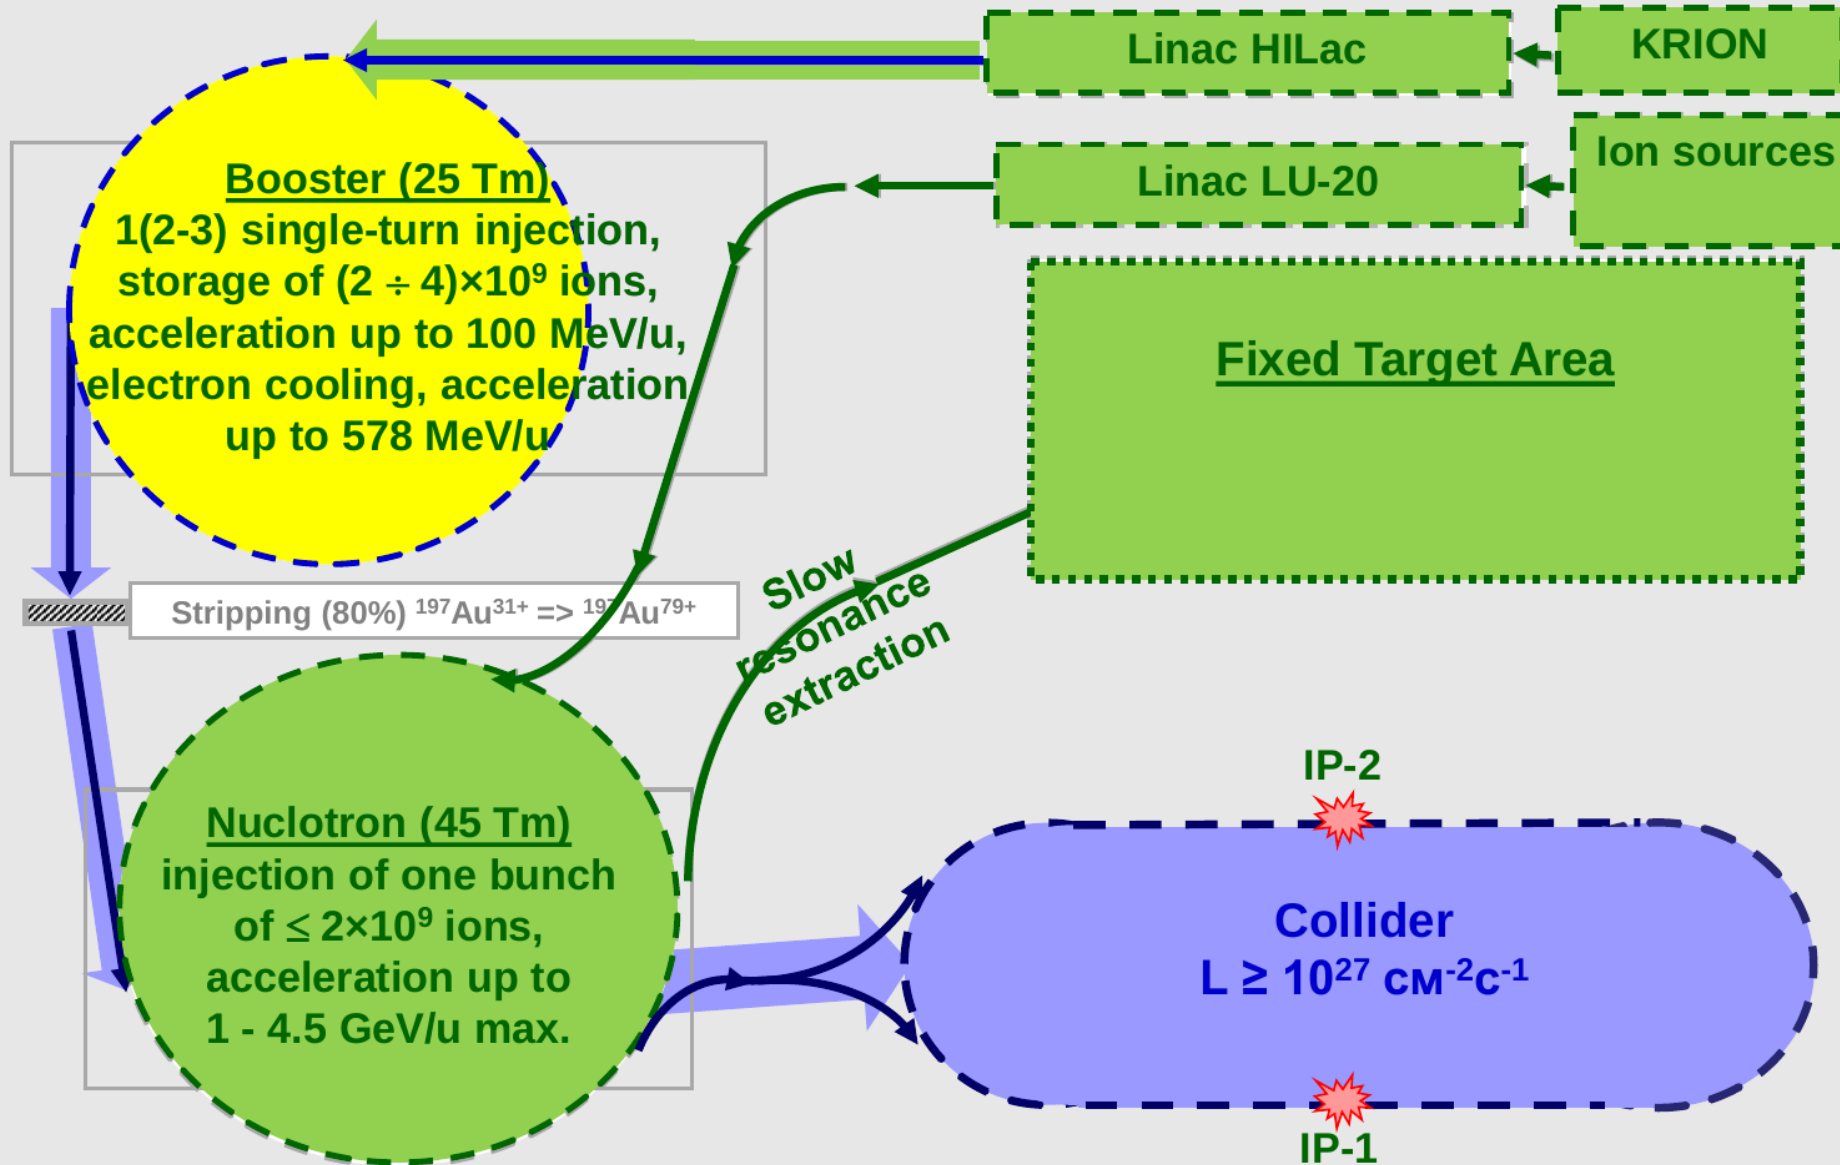 Linac HILac
KRION
Linac LU-20
Ion sources
Booster (25 Tm)
1(2-3) single-turn injection,
storage of (2 ÷ 4)×10⁹ ions,
acceleration up to 100 MeV/u,
electron cooling, acceleration
up to 578 MeV/u
Fixed Target Area
Stripping (80%) ¹⁹⁷Au³¹⁺ => ¹⁹⁷Au⁷⁹⁺
Slow
resonance
extraction
Nuclotron (45 Tm)
injection of one bunch
of ≤ 2×10⁹ ions,
acceleration up to
1 - 4.5 GeV/u max.
IP-2
Collider
L ≥ 10²⁷ см⁻²с⁻¹
IP-1